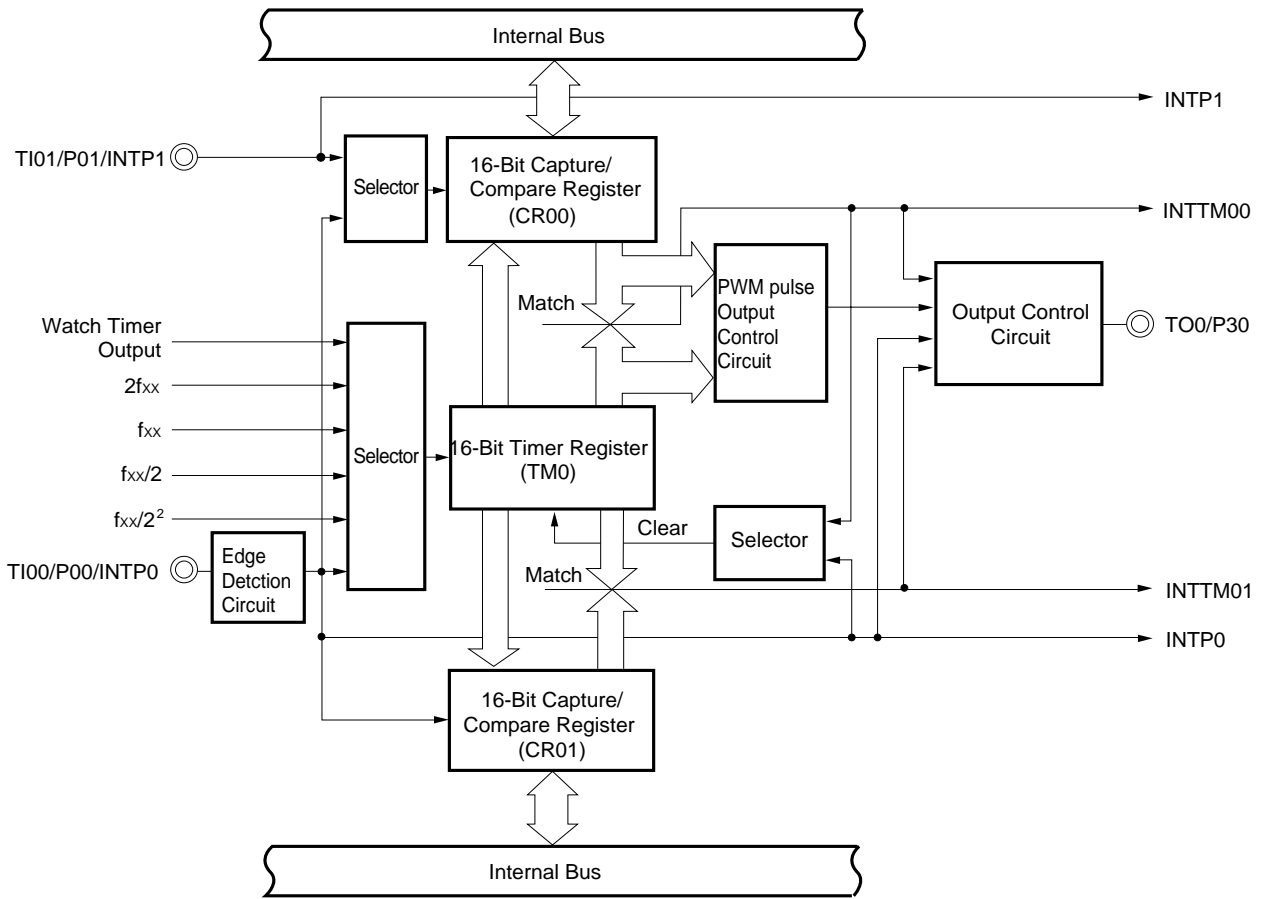 Internal Bus
INTP1
TI01/P01/INTP1
Selector
16-Bit Capture/
Compare Register
(CR00)
INTTM00
Match
PWM pulse
Output
Control
Circuit
Output Control
Circuit
TO0/P30
Watch Timer
Output
2fxx
fxx
fxx/2
fxx/2²
Selector
16-Bit Timer Register
(TM0)
Clear
Selector
TI00/P00/INTP0
Edge
Detction
Circuit
Match
INTTM01
INTP0
16-Bit Capture/
Compare Register
(CR01)
Internal Bus